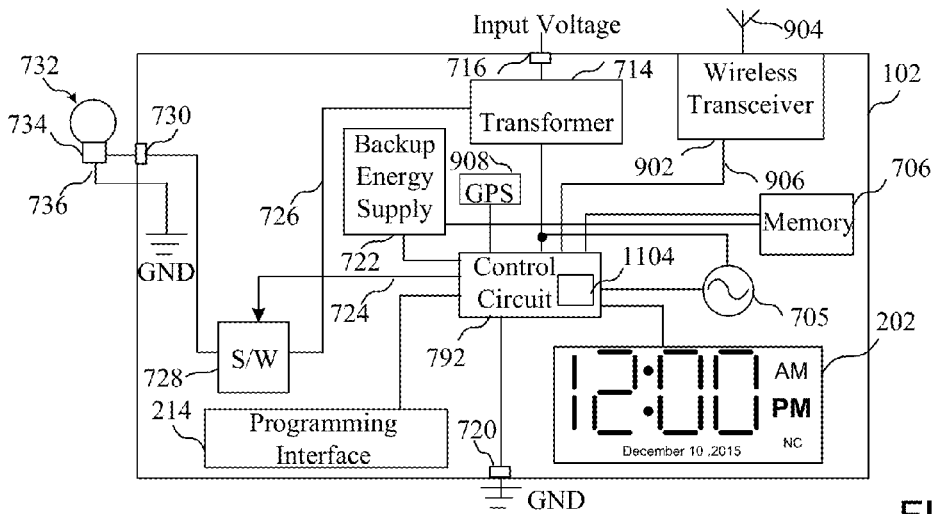 Input Voltage
904
732
716
714
Wireless
Transceiver
102
734
730
Transformer
Backup
Energy
Supply
908
GPS
902
906
706
736
726
Memory
GND
722
Control
Circuit
1104
724
705
792
202
S/W
728
12:00
AM
PM
NC
December 10 ,2015
214
Programming
Interface
720
GND